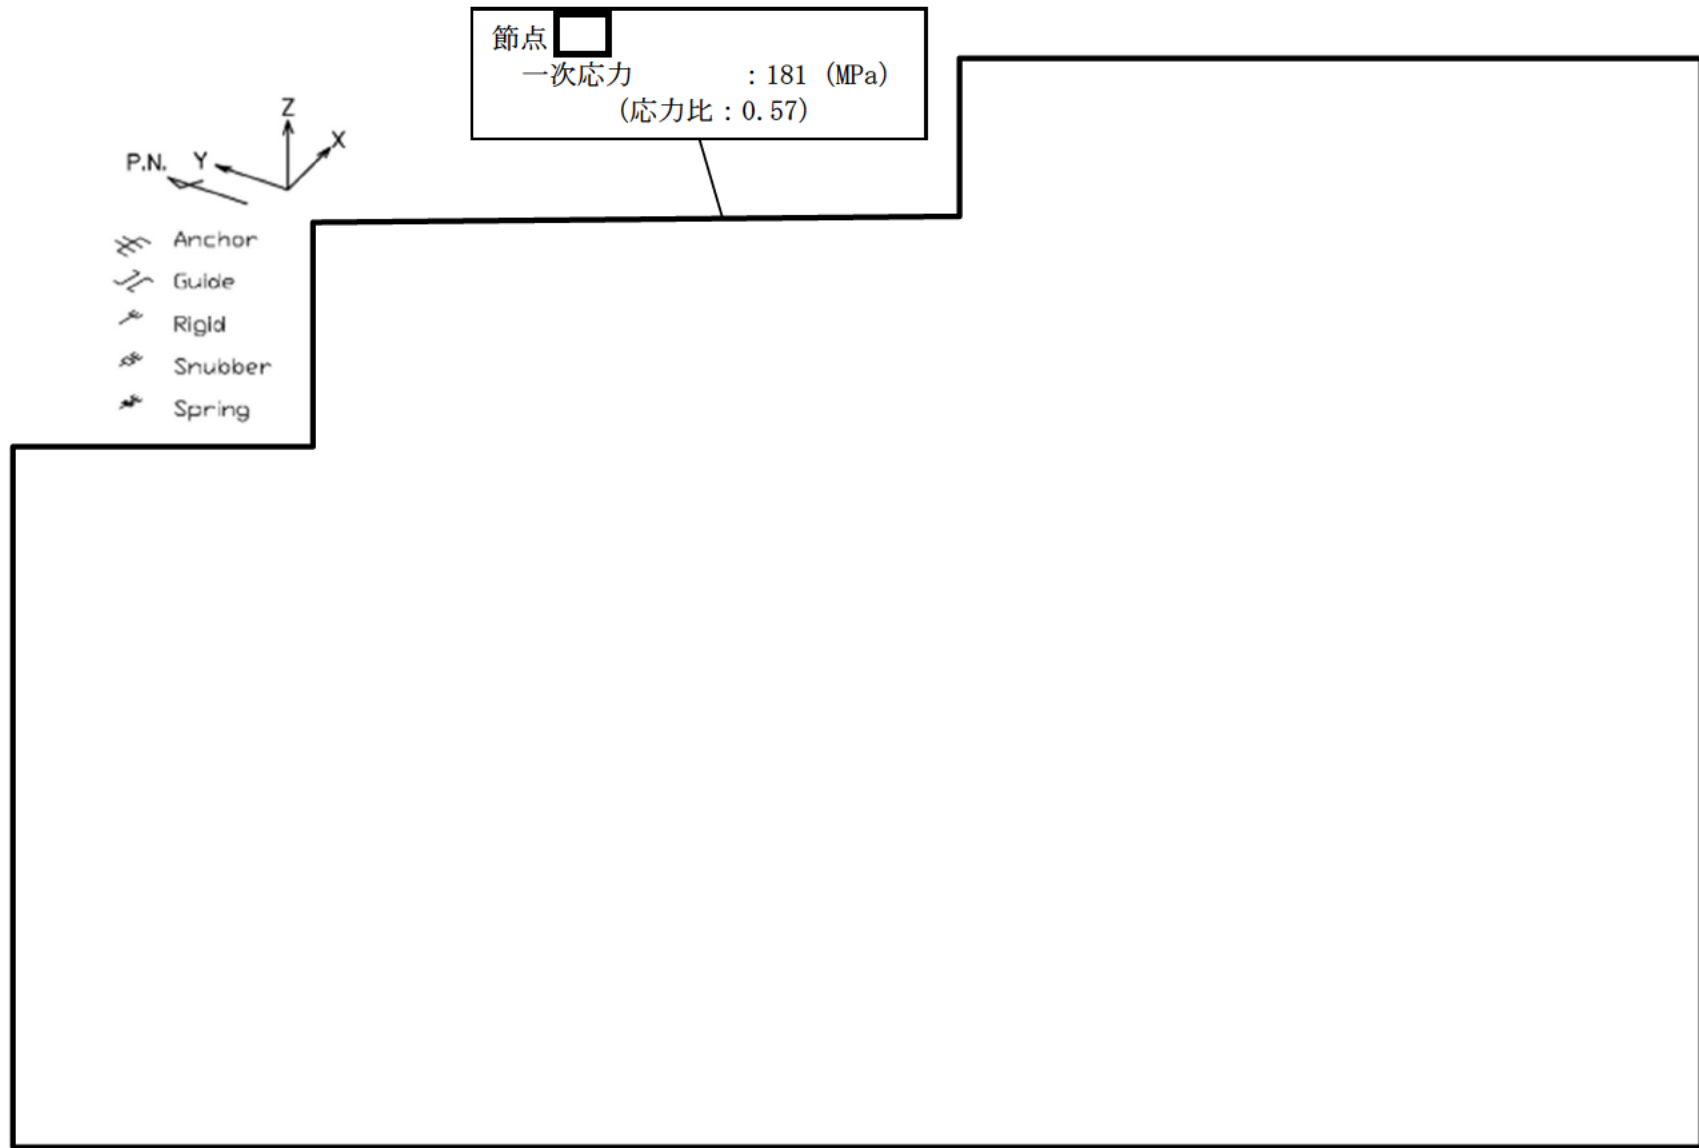 節点
一次応力 : 181 (MPa)
(応力比:0.57)
Z
X
P.N. Y
Anchor
Guide
Rigid
Snubber
Spring